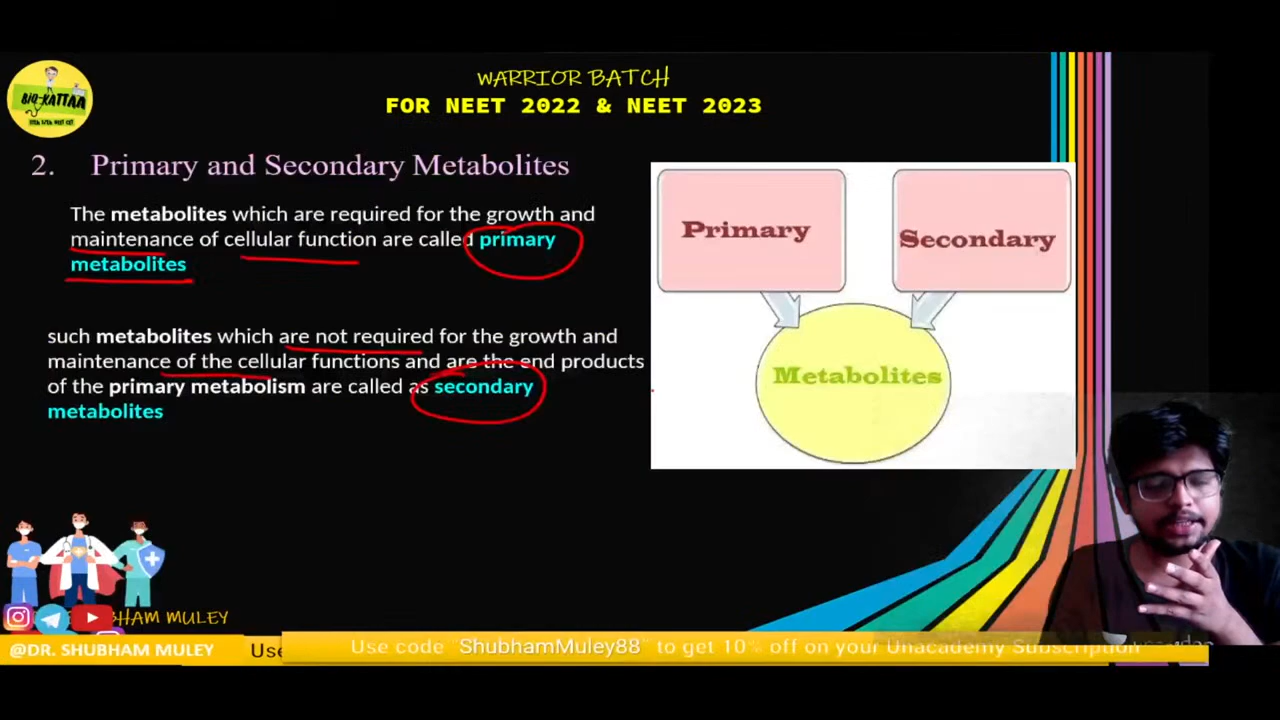 WARRIOR BATCH
FOR NEET 2022 & NEET 2023
BIO-KATTAA
2. Primary and Secondary Metabolites
The metabolites which are required for the growth and
maintenance of cellular function are called primary
metabolites
such metabolites which are not required for the growth and
maintenance of the cellular functions and are the end products
of the primary metabolism are called as secondary
metabolites
Primary
Secondary
Metabolites
SHUBHAM MULEY
@DR. SHUBHAM MULEY
Use
Use code "ShubhamMuley88" to get 10% off on your Unacademy Subscription